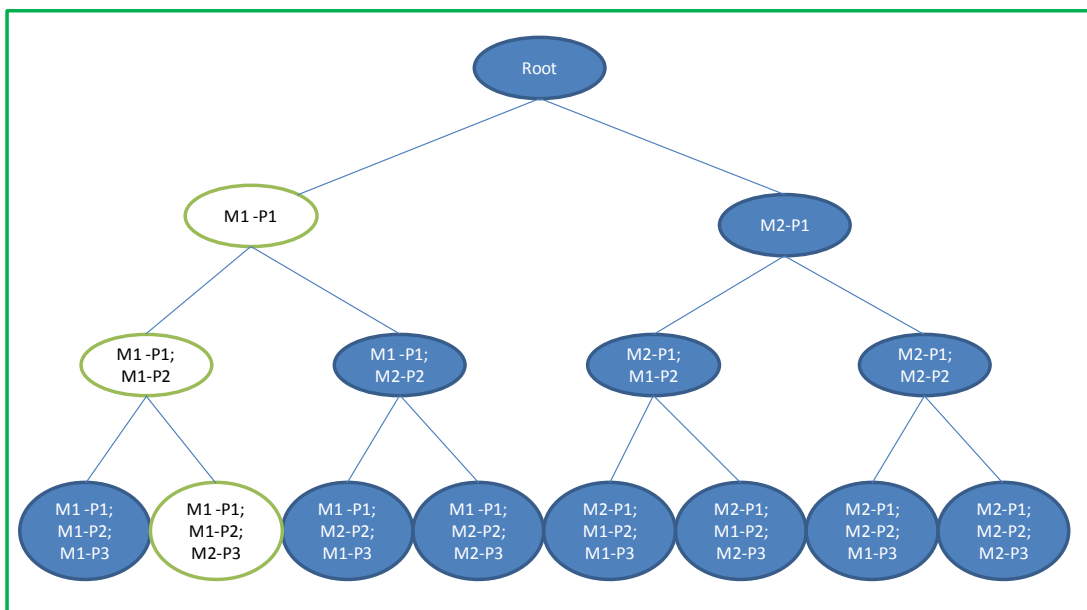 Root
M1 -P1
M2-P1
M1 -P1;
M1-P2
M1 -P1;
M2-P2
M2-P1;
M1-P2
M2-P1;
M2-P2
M1 -P1;
M1-P2;
M1-P3
M1 -P1;
M1-P2;
M2-P3
M1 -P1;
M2-P2;
M1-P3
M1 -P1;
M2-P2;
M2-P3
M2-P1;
M1-P2;
M1-P3
M2-P1;
M1-P2;
M2-P3
M2-P1;
M2-P2;
M1-P3
M2-P1;
M2-P2;
M2-P3